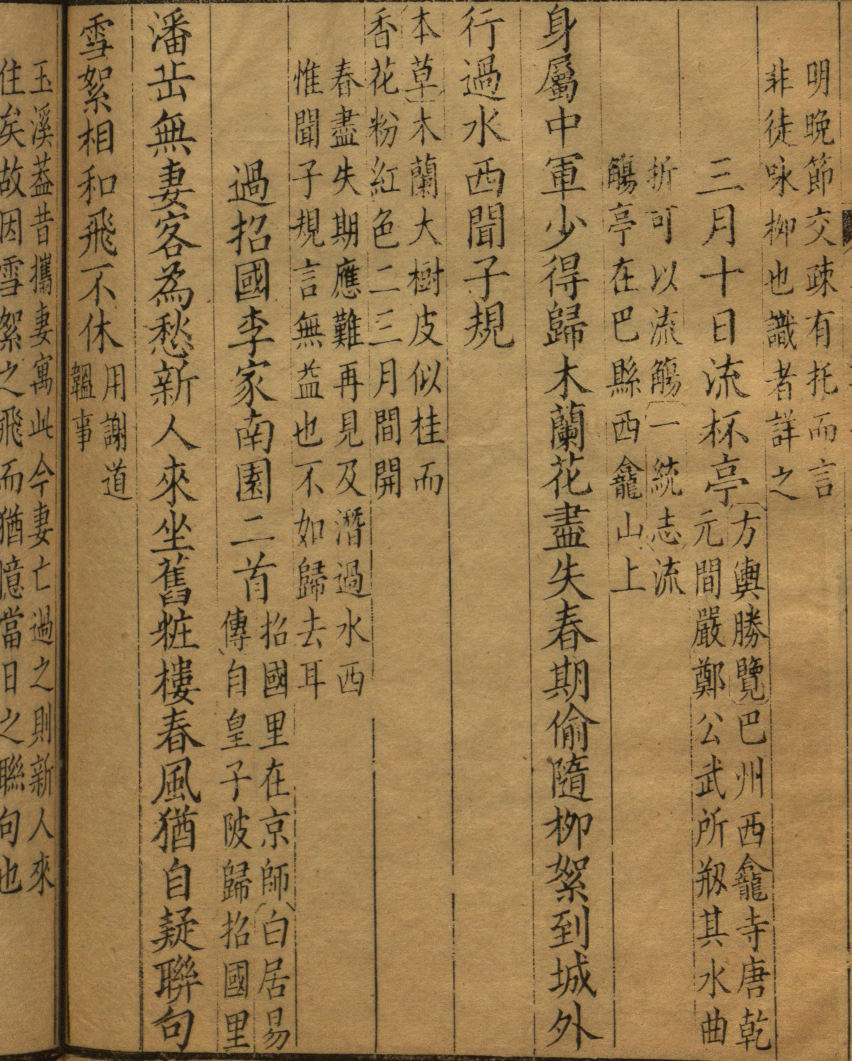 明晚節交疎有托而言
非徒咏柳也識者詳之
三月十日流杯亭
方輿勝覽巴州西龕寺唐乾
元間嚴鄭公武所剏其水曲
折可以流觴一統志流
觴亭在巴縣西龕山上
身屬中軍少得歸木蘭花盡失春期偷隨柳絮到城外
行過水西聞子規
本草木蘭大樹皮似桂而
香花粉紅色二三月間開
春盡失期應難再見及潛過水西
惟聞子規言無益也不如歸去耳
過招國李家南園二首
招國里在京師白居易
傳自皇子陂歸招國里
潘岳無妻客為愁新人來坐舊粧樓春風猶自疑聯句
雪絮相和飛不休
用謝道
韞事
玉溪葢昔攜妻寓此今妻亡過之則新人來
住矣故因雪絮之飛而猶憶當日之聯句也